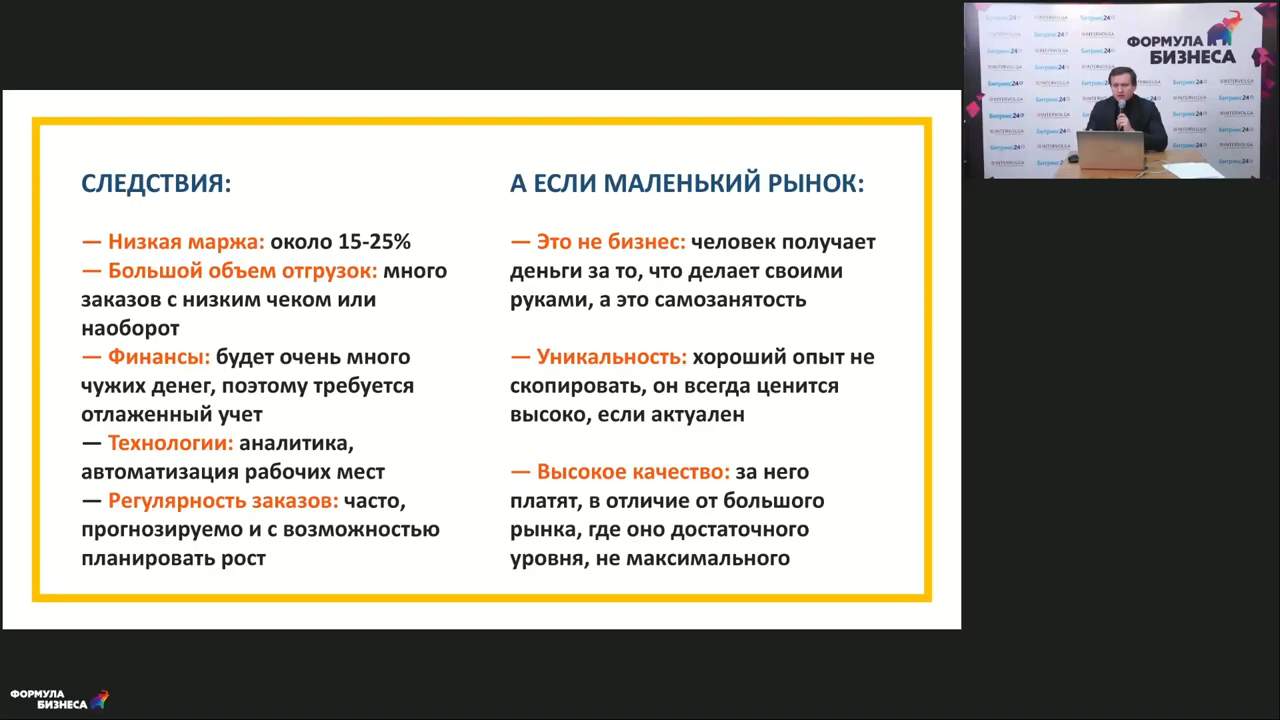 СЛЕДСТВИЯ:
— Низкая маржа: около 15-25%
— Большой объем отгрузок: много
заказов с низким чеком или
наоборот
— Финансы: будет очень много
чужих денег, поэтому требуется
отлаженный учет
— Технологии: аналитика,
автоматизация рабочих мест
— Регулярность заказов: часто,
прогнозируемо и с возможностью
планировать рост
А ЕСЛИ МАЛЕНЬКИЙ РЫНОК:
— Это не бизнес: человек получает
деньги за то, что делает своими
руками, а это самозанятость
— Уникальность: хороший опыт не
скопировать, он всегда ценится
высоко, если актуален
— Высокое качество: за него
платят, в отличие от большого
рынка, где оно достаточного
уровня, не максимального
ФОРМУЛА
БИЗНЕСА
Битрикс24
INTERVOLGA
ФОРМУЛА
БИЗНЕСА